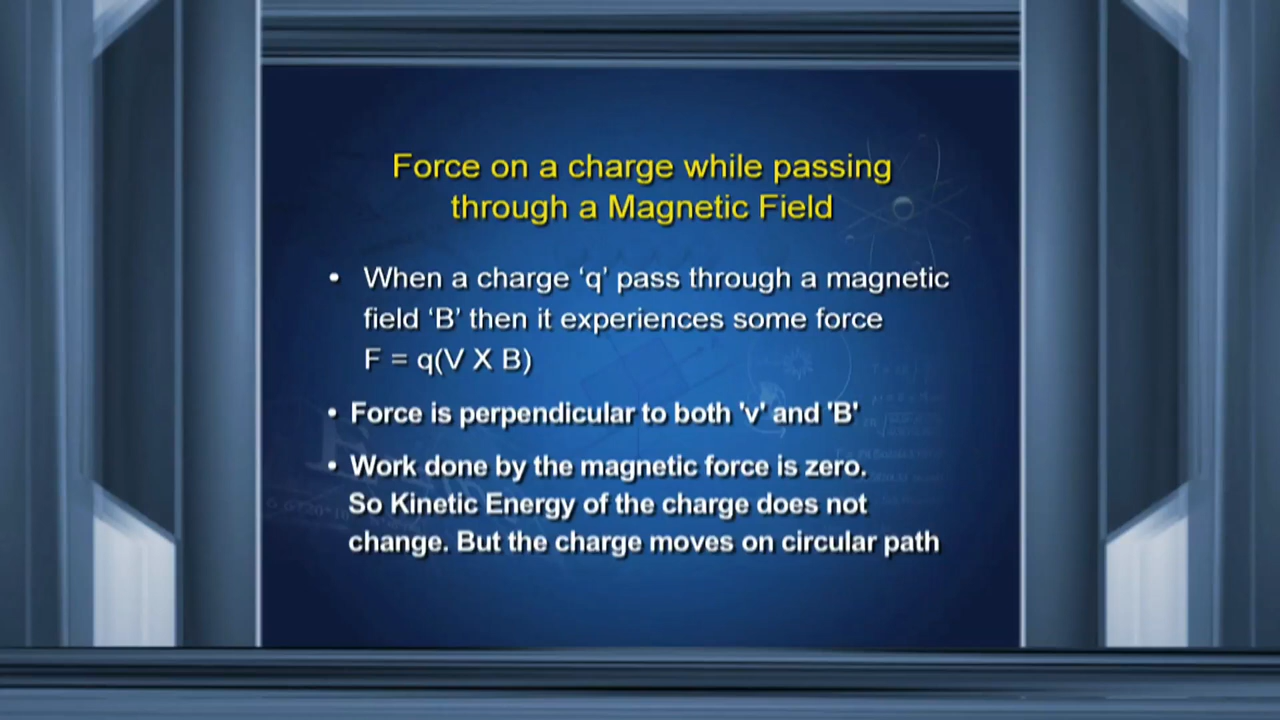 Force on a charge while passing
through a Magnetic Field
• When a charge ‘q’ pass through a magnetic
field ‘B’ then it experiences some force
F = q(V X B)
• Force is perpendicular to both 'v' and 'B'
• Work done by the magnetic force is zero.
So Kinetic Energy of the charge does not
change. But the charge moves on circular path